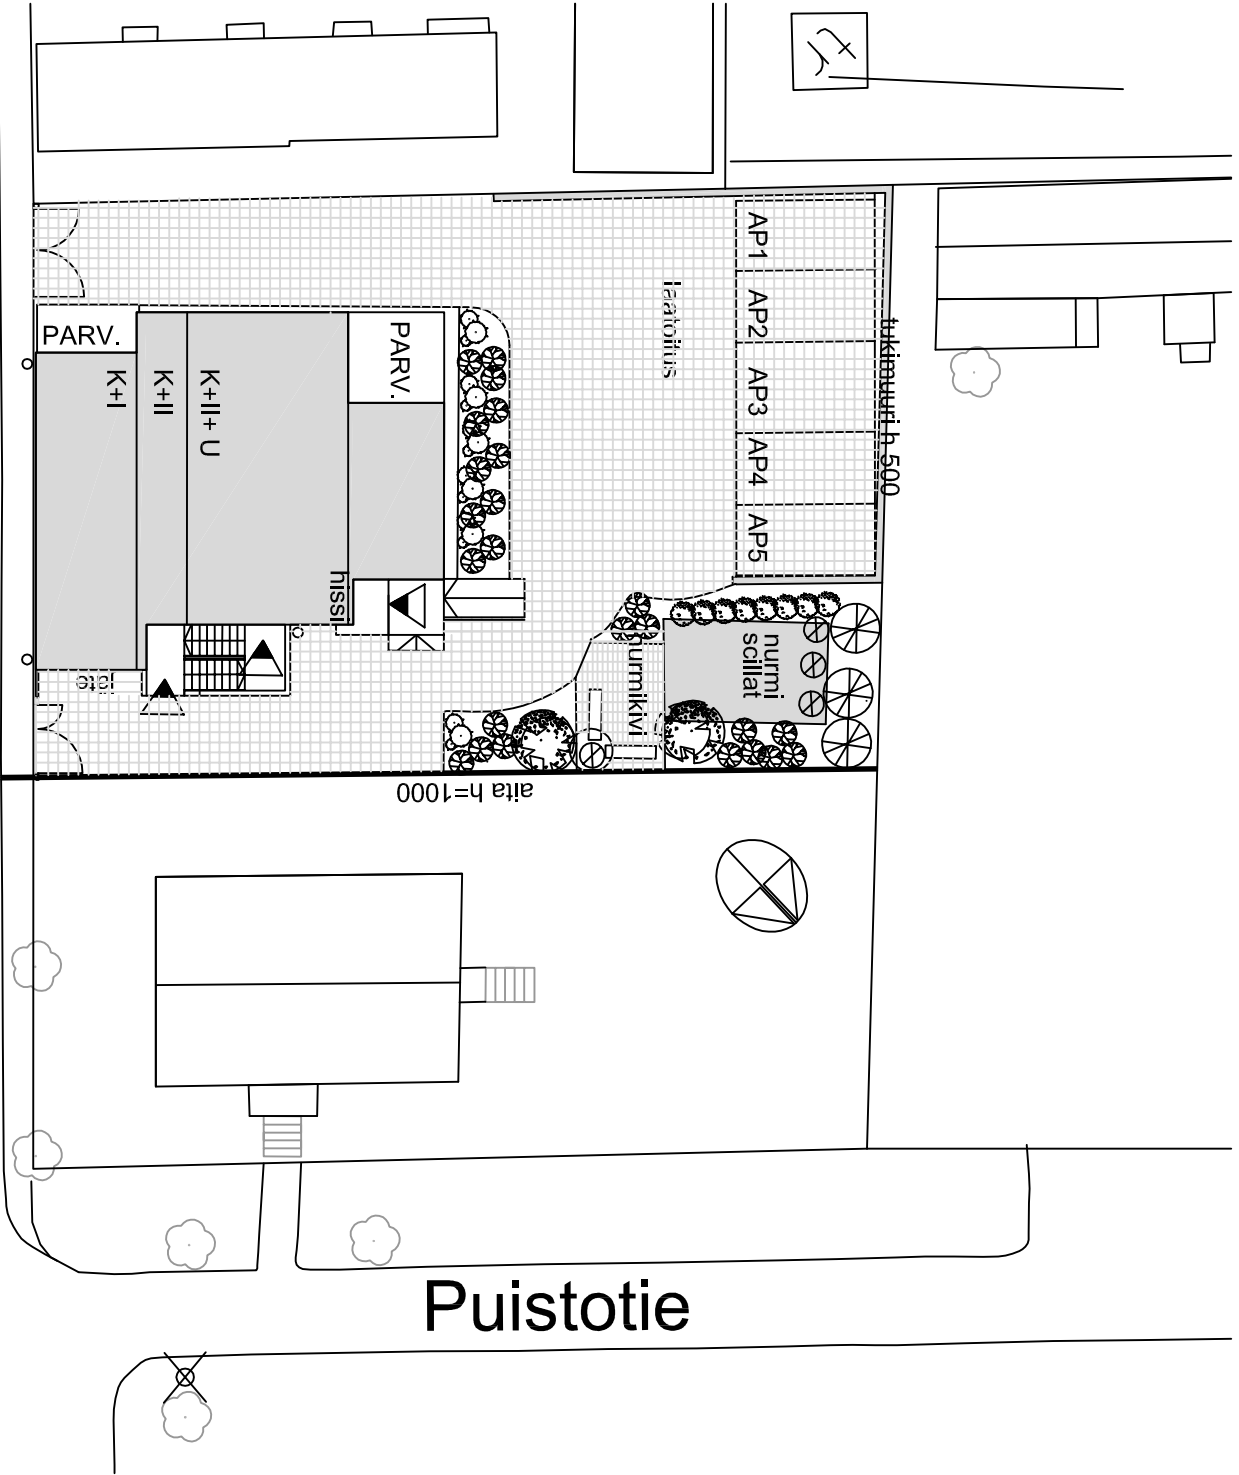 AP1
laatoitus
AP2
tukimuuri h 500
PARV.
PARV.
K+I
K+II
K+II+ U
AP3
AP4
AP5
hissi
nurmikivi
nurmi
scillat
jäte
aita h=1000
Puistotie